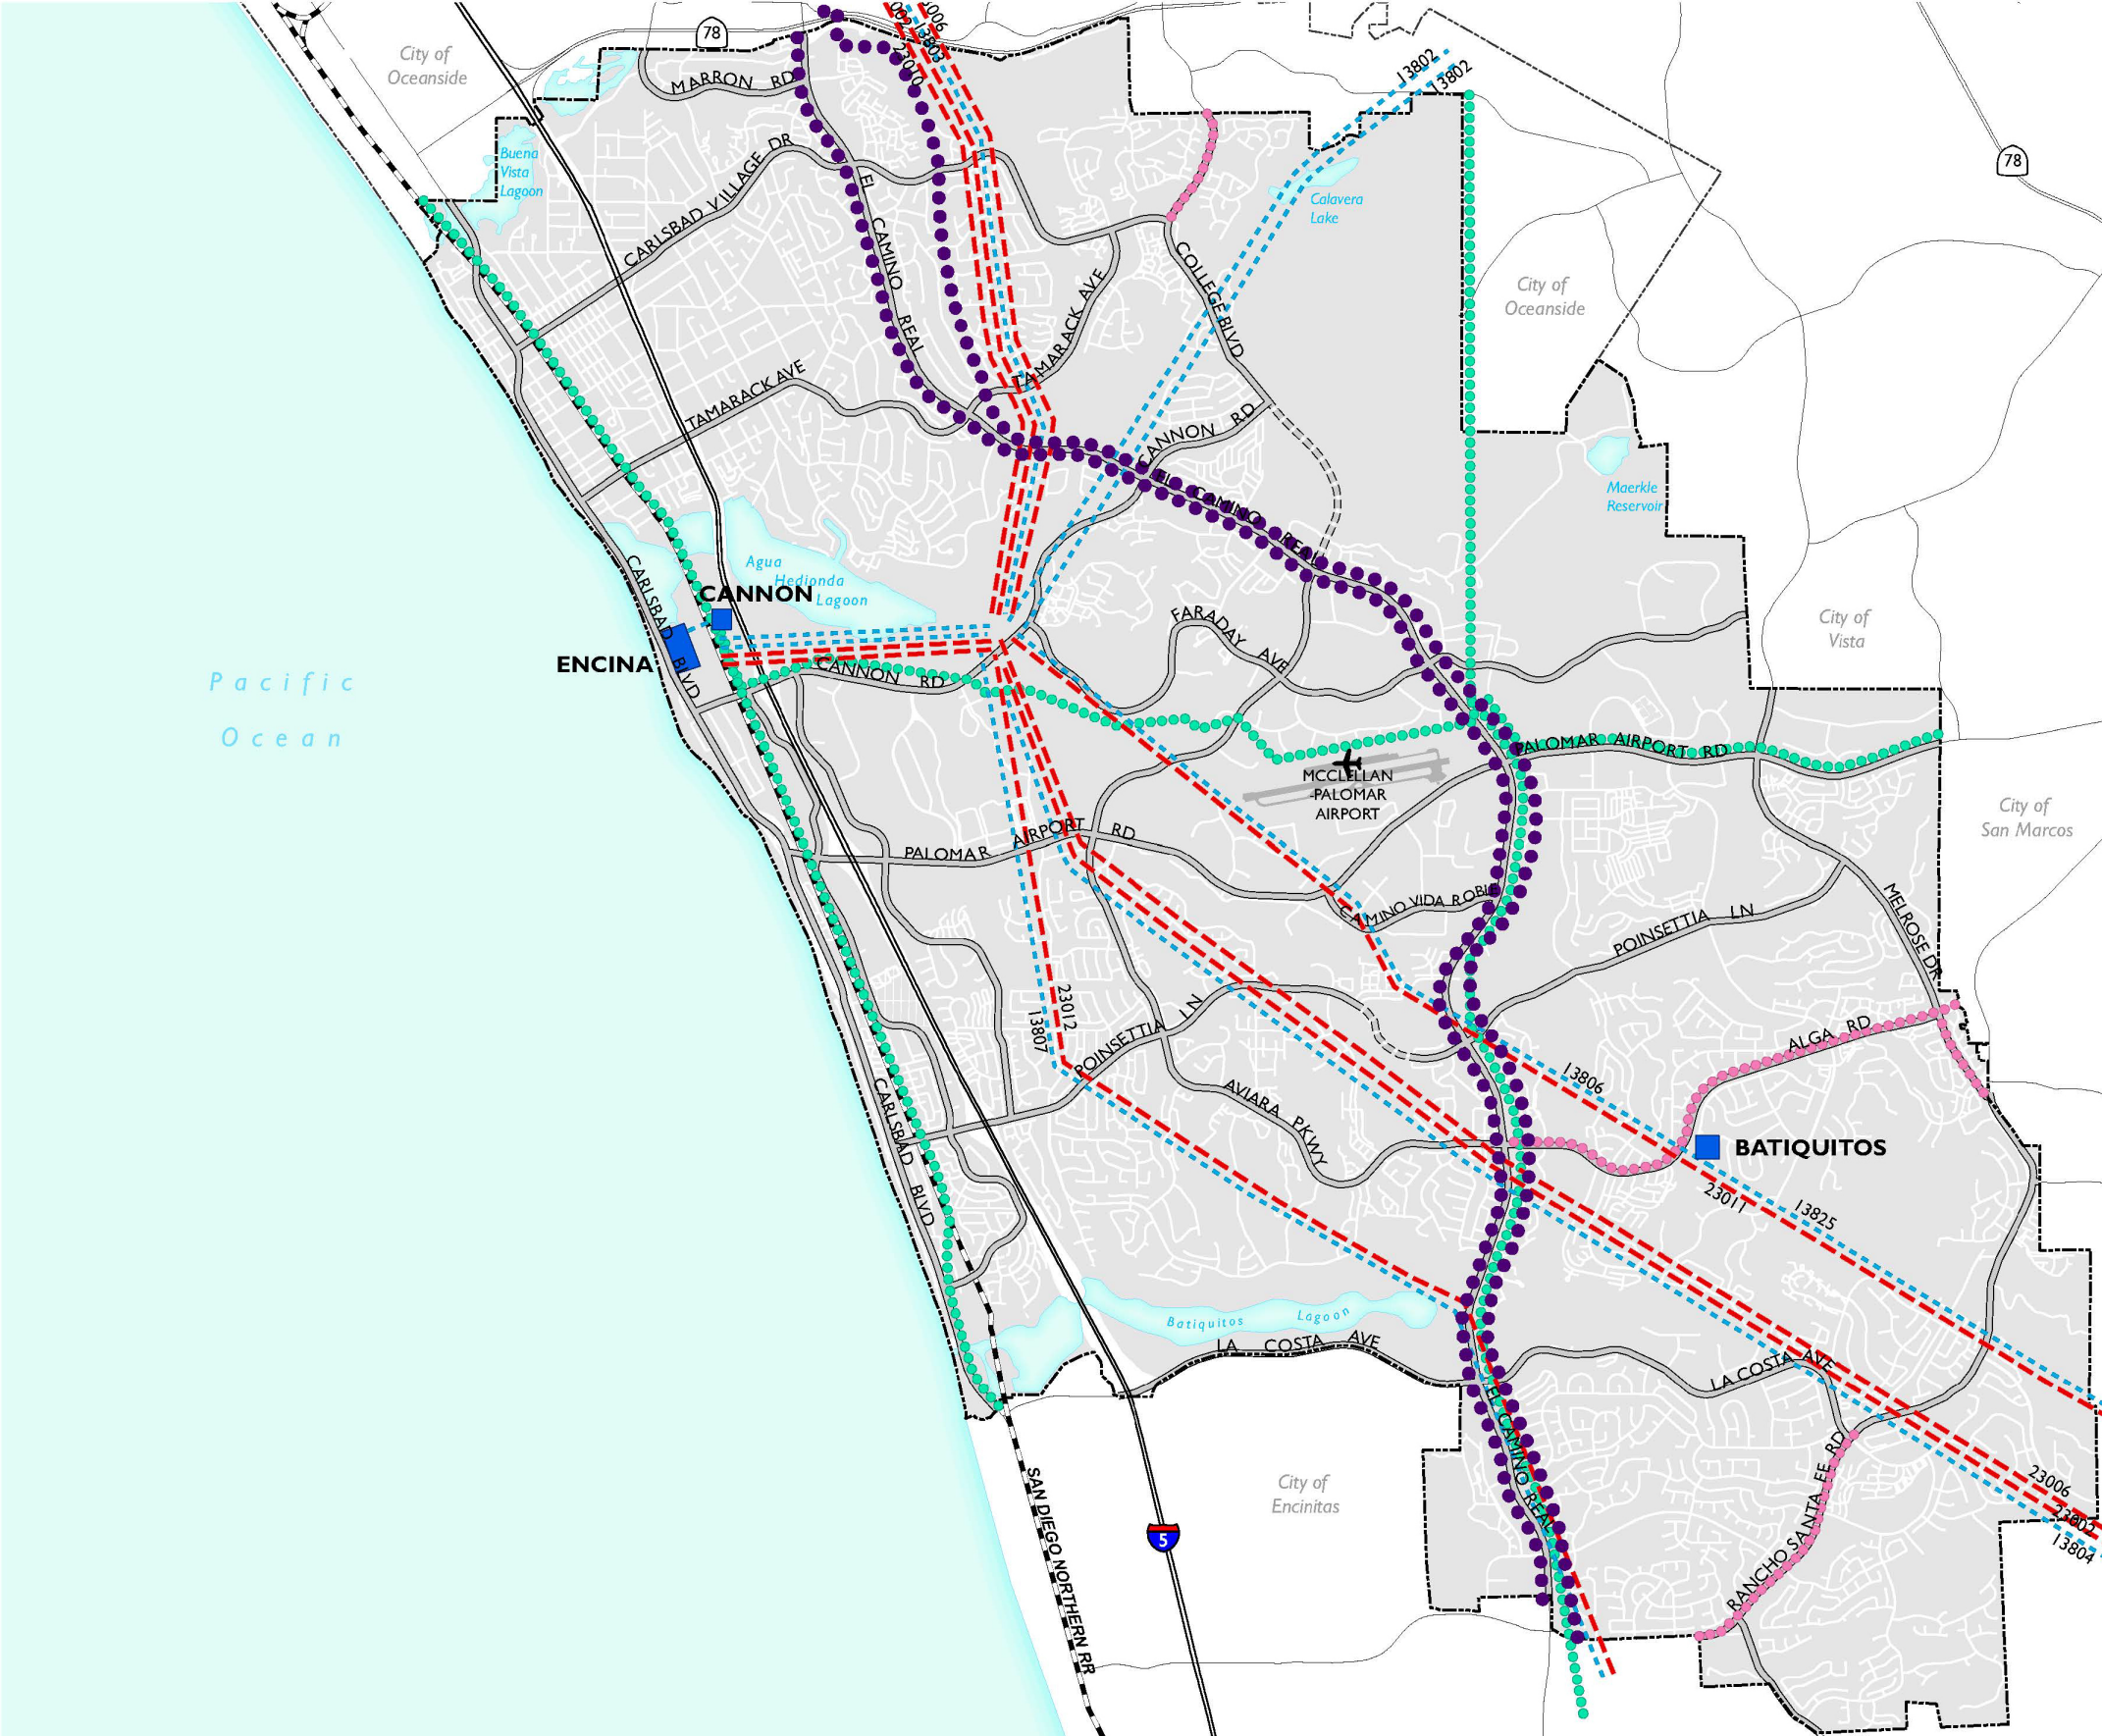 City of
Oceanside
78
MARRON RD
23006
13803
23010
13802
13802
78
Buena
Vista
Lagoon
CARLSBAD VILLAGE DR
EL CAMINO REAL
Calavera
Lake
COLLEGE BLVD
TAMARACK AVE
City of
Oceanside
TAMARACK AVE
CANNON RD
EL CAMINO REAL
Maerkle
Reservoir
Agua
Hedionda
Lagoon
CANNON
CARLSBAD BLVD
ENCINA
CANNON RD
FARADAY AVE
City of
Vista
Pacific
Ocean
PALOMAR AIRPORT RD
MCCLELLAN
-PALOMAR
AIRPORT
City of
San Marcos
PALOMAR AIRPORT RD
CAMINO VIDA ROBLE
POINSETTIA LN
MELROSE DR
23012
13807
POINSETTIA LN
ALGA RD
13806
AVIARA PKWY
CARLSBAD BLVD
BATIQUITOS
23011
13825
Batiquitos Lagoon
LA COSTA AVE
LA COSTA AVE
EL CAMINO REAL
City of
Encinitas
RANCHO SANTA FE RD
23006
23002
13804
SAN DIEGO NORTHERN RR
5